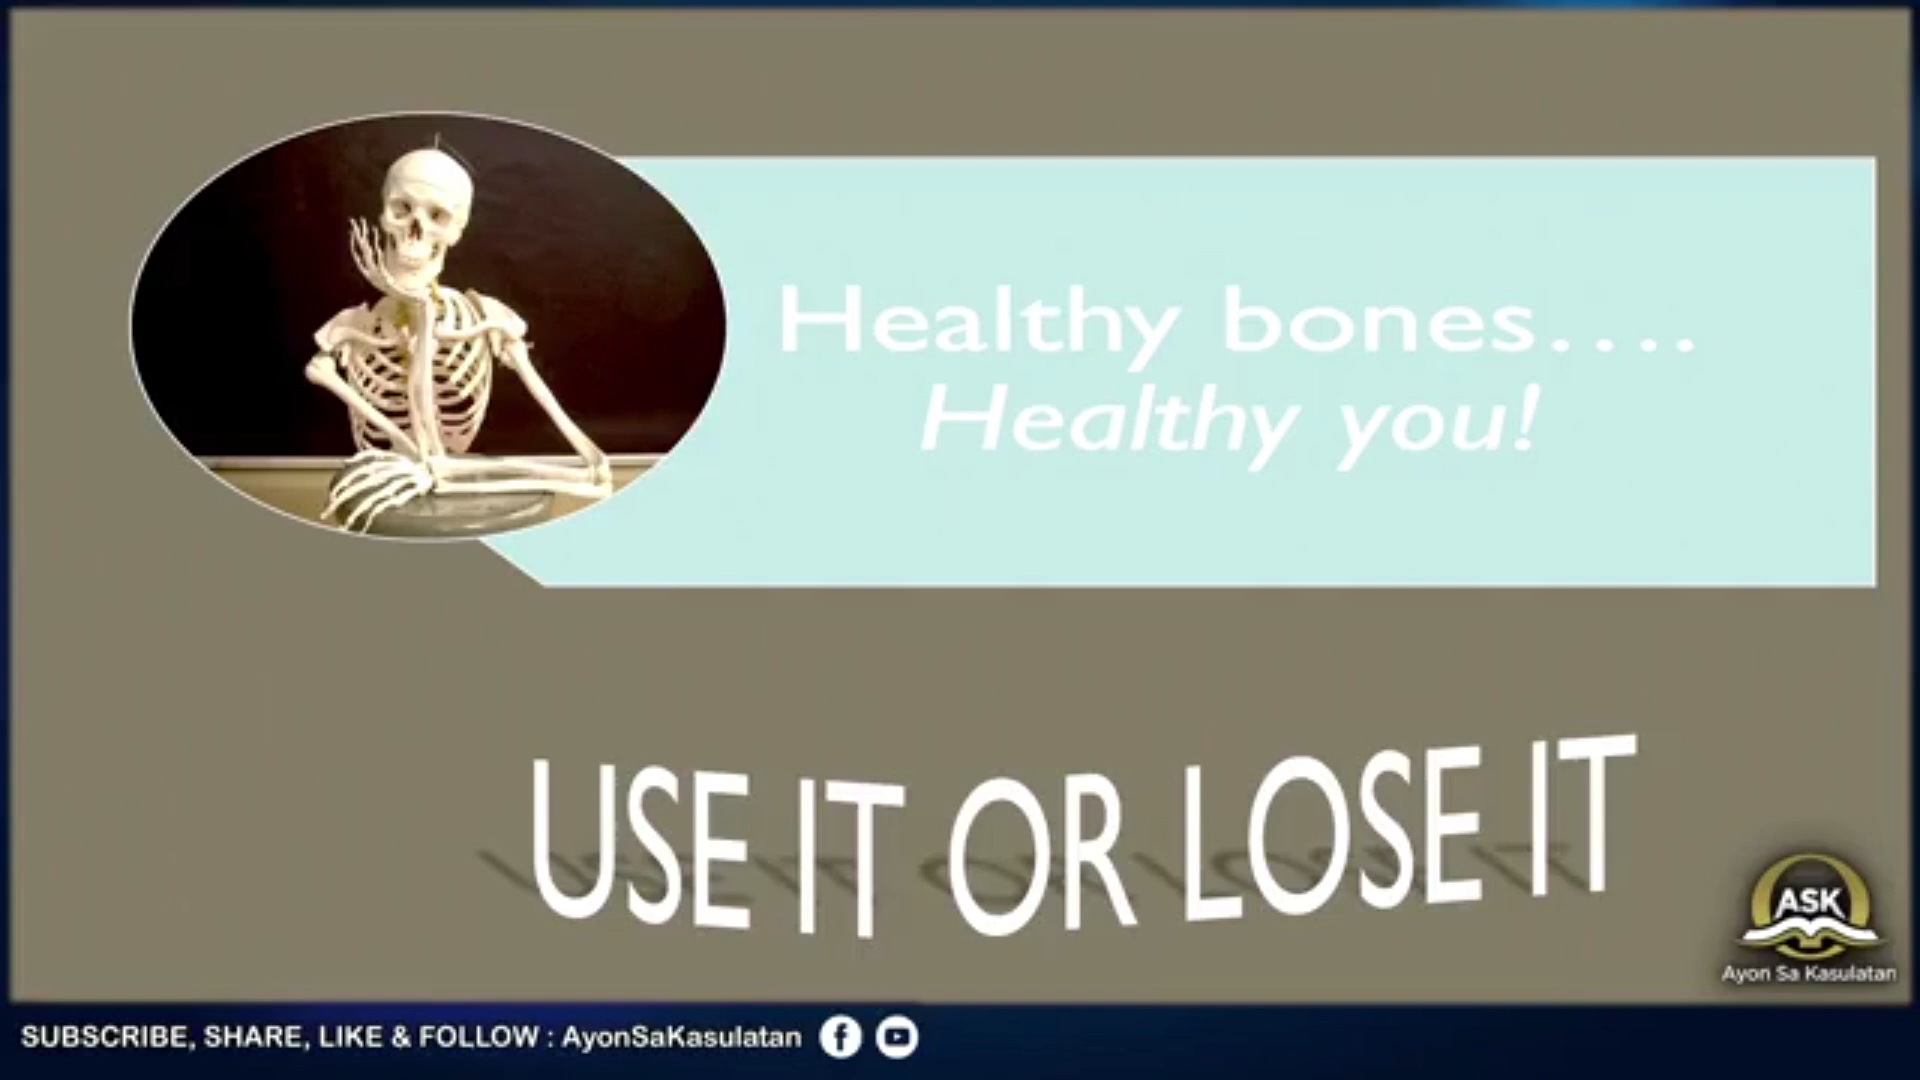 Healthy bones....
Healthy you!
USE IT OR LOSE IT
ASK
Ayon Sa Kasulatan
SUBSCRIBE, SHARE, LIKE & FOLLOW : AyonSaKasulatan